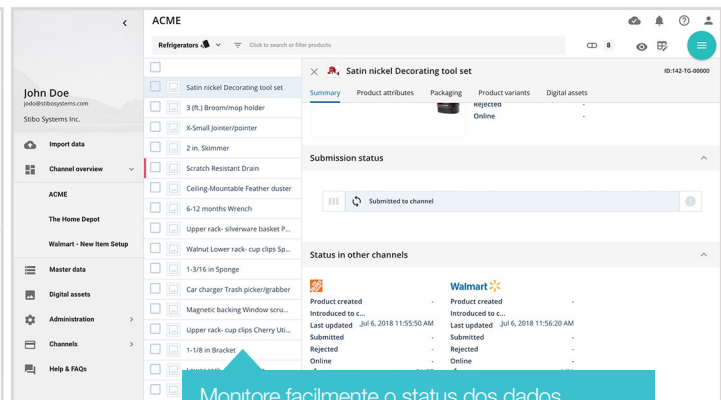 ACME
Refrigerators
Click to search or filter products
8
John Doe
jodo@stibosystems.com
Stibo Systems Inc.
Import data
Channel overview
ACME
The Home Depot
Walmart - New Item Setup
Master data
Digital assets
Administration
Channels
Help & FAQs
Satin nickel Decorating tool set
3 (ft.) Broom/mop holder
X-Small Jointer/pointer
2 in. Skimmer
Scratch Resistant Drain
Ceiling-Mountable Feather duster
6-12 months Wrench
Upper rack- silverware basket P...
Walnut Lower rack- cup clips Sp...
1-3/16 in Sponge
Car charger Trash picker/grabber
Magnetic backing Window scru...
Upper rack- cup clips Cherry Uti...
1-1/8 in Bracket
Satin nickel Decorating tool set
ID:142-TG-00000
Summary Product attributes Packaging Product variants Digital assets
Rejected -
Online -
Submission status
Submitted to channel
Status in other channels
Walmart
Product created - Product created -
Introduced to c... Introduced to c...
Last updated Jul 6, 2018 11:55:50 AM Last updated Jul 6, 2018 11:56:20 AM
Submitted - Submitted -
Rejected - Rejected -
Online - Online -
Monitore facilmente o status dos dados